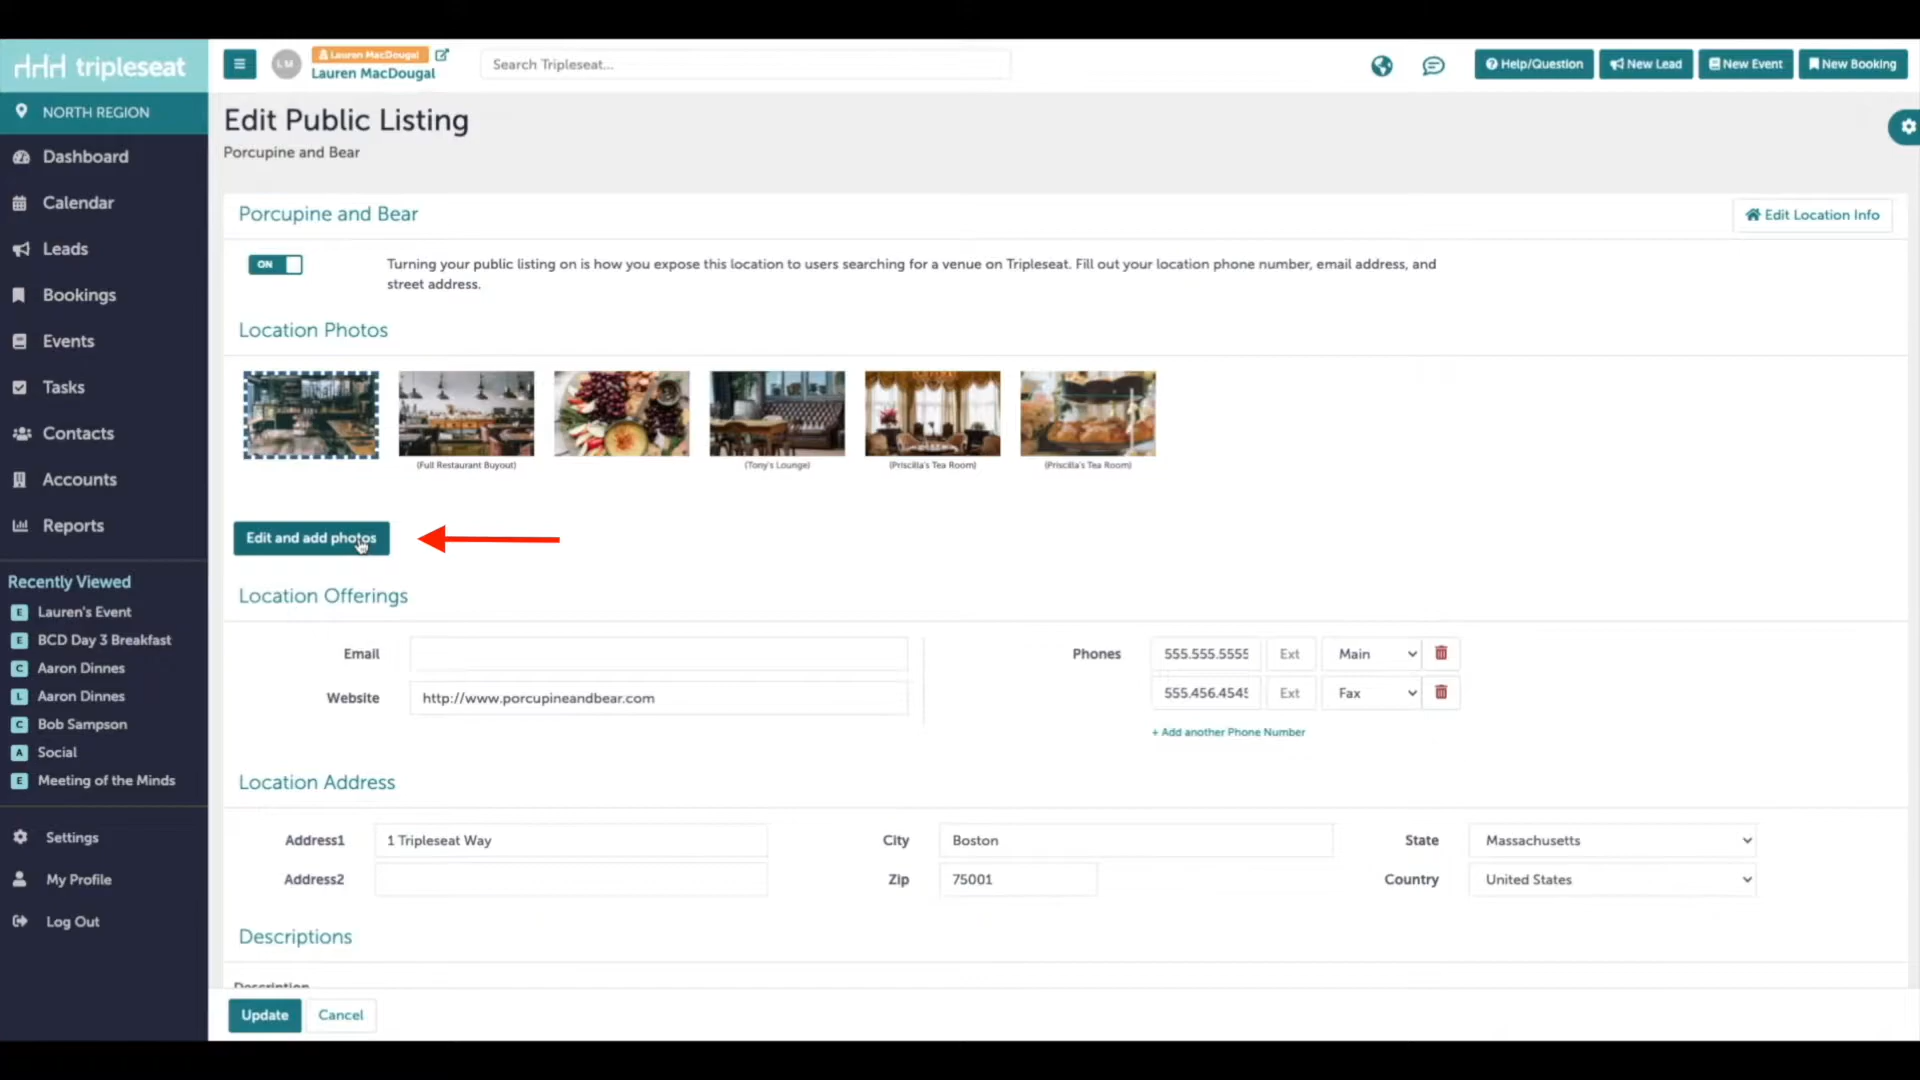 tripleseat
Lauren MacDougal
LM
Lauren MacDougal
Search Tripleseat...
Help/Question
New Lead
New Event
New Booking
NORTH REGION
Dashboard
Calendar
Leads
Bookings
Events
Tasks
Contacts
Accounts
Reports
Recently Viewed
E Lauren's Event
E BCD Day 3 Breakfast
C Aaron Dinnes
L Aaron Dinnes
C Bob Sampson
A Social
E Meeting of the Minds
Settings
My Profile
Log Out
Edit Public Listing
Porcupine and Bear
Porcupine and Bear
Edit Location Info
ON
Turning your public listing on is how you expose this location to users searching for a venue on Tripleseat. Fill out your location phone number, email address, and
street address.
Location Photos
(Full Restaurant Buyout)
(Tony's Lounge)
(Priscilla's Tea Room)
(Priscilla's Tea Room)
Edit and add photos
Location Offerings
Email
Website http://www.porcupineandbear.com
Phones 555.555.5555 Ext Main
555.456.4545 Ext Fax
+ Add another Phone Number
Location Address
Address1 1 Tripleseat Way City Boston State Massachusetts
Address2 Zip 75001 Country United States
Descriptions
Description
Update Cancel